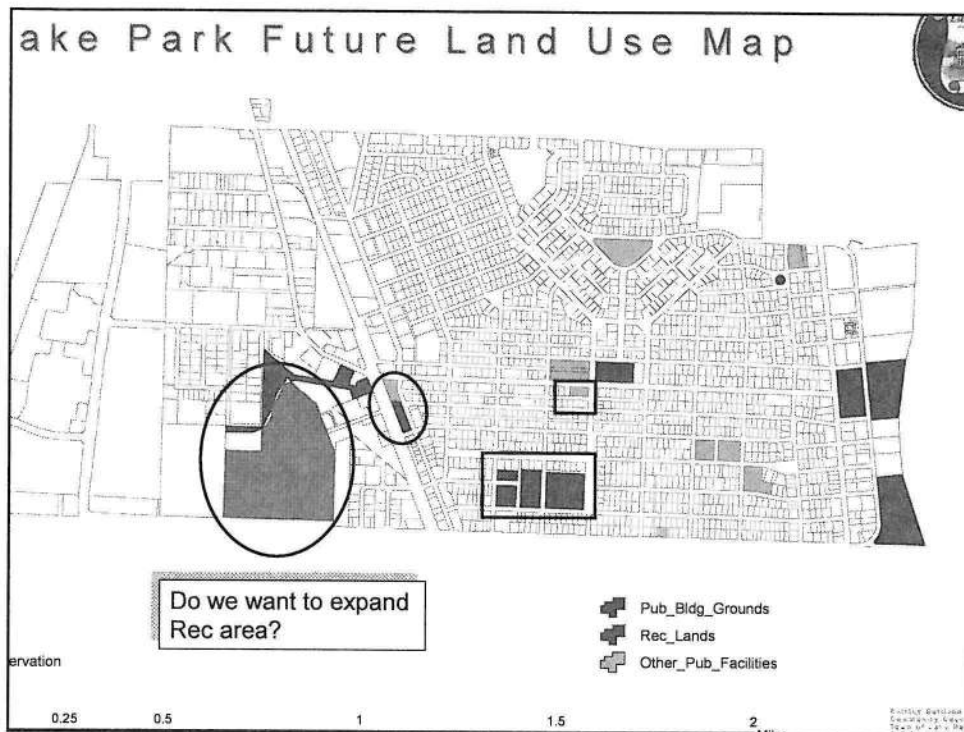 ake Park Future Land Use Map
Do we want to expand
Rec area?
Pub_Bldg_Grounds
Rec_Lands
Other_Pub_Facilities
ervation
0.25 0.5 1 1.5 2